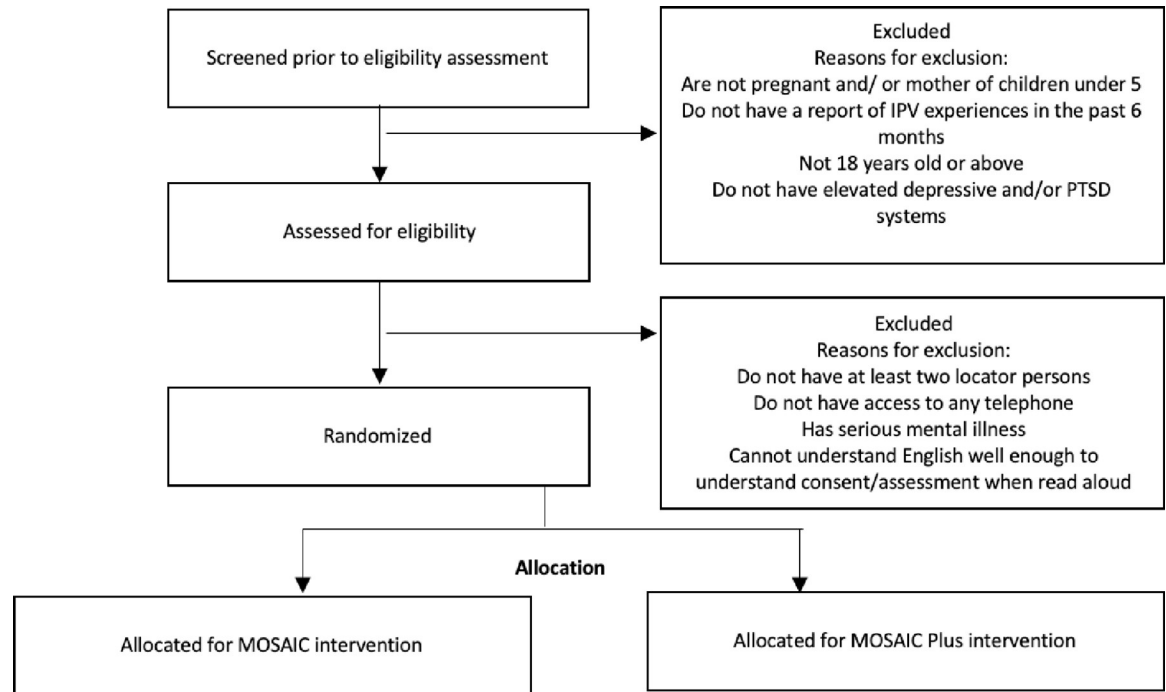 Screened prior to eligibility assessment
Excluded
Reasons for exclusion:
Are not pregnant and/ or mother of children under 5
Do not have a report of IPV experiences in the past 6
months
Not 18 years old or above
Do not have elevated depressive and/or PTSD
systems
Assessed for eligibility
Excluded
Reasons for exclusion:
Do not have at least two locator persons
Do not have access to any telephone
Has serious mental illness
Cannot understand English well enough to
understand consent/assessment when read aloud
Randomized
Allocation
Allocated for MOSAIC intervention
Allocated for MOSAIC Plus intervention